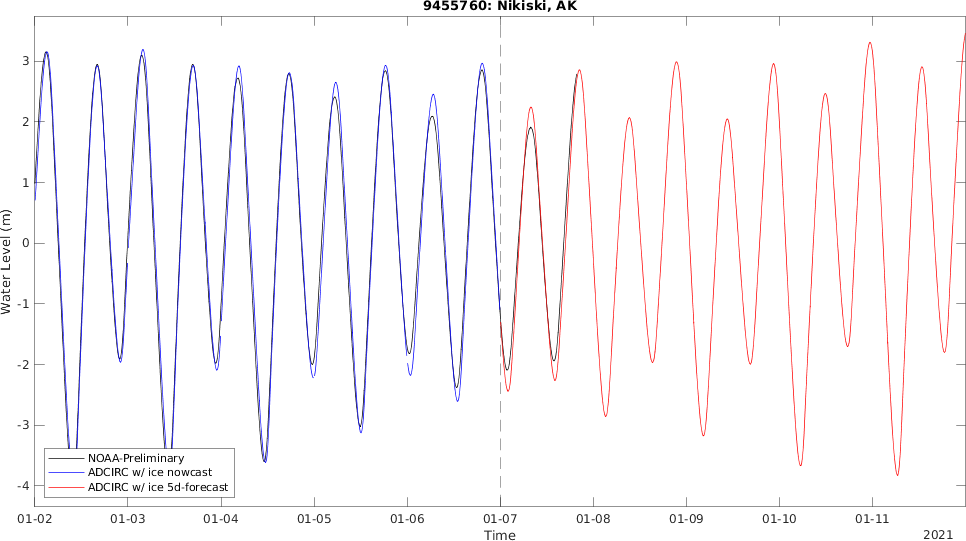 9455760: Nikiski, AK
3
2
1
0
-1
-2
-3
-4
Water Level (m)
NOAA-Preliminary
ADCIRC w/ ice nowcast
ADCIRC w/ ice 5d-forecast
01-02 01-03 01-04 01-05 01-06 01-07 01-08 01-09 01-10 01-11
Time
2021